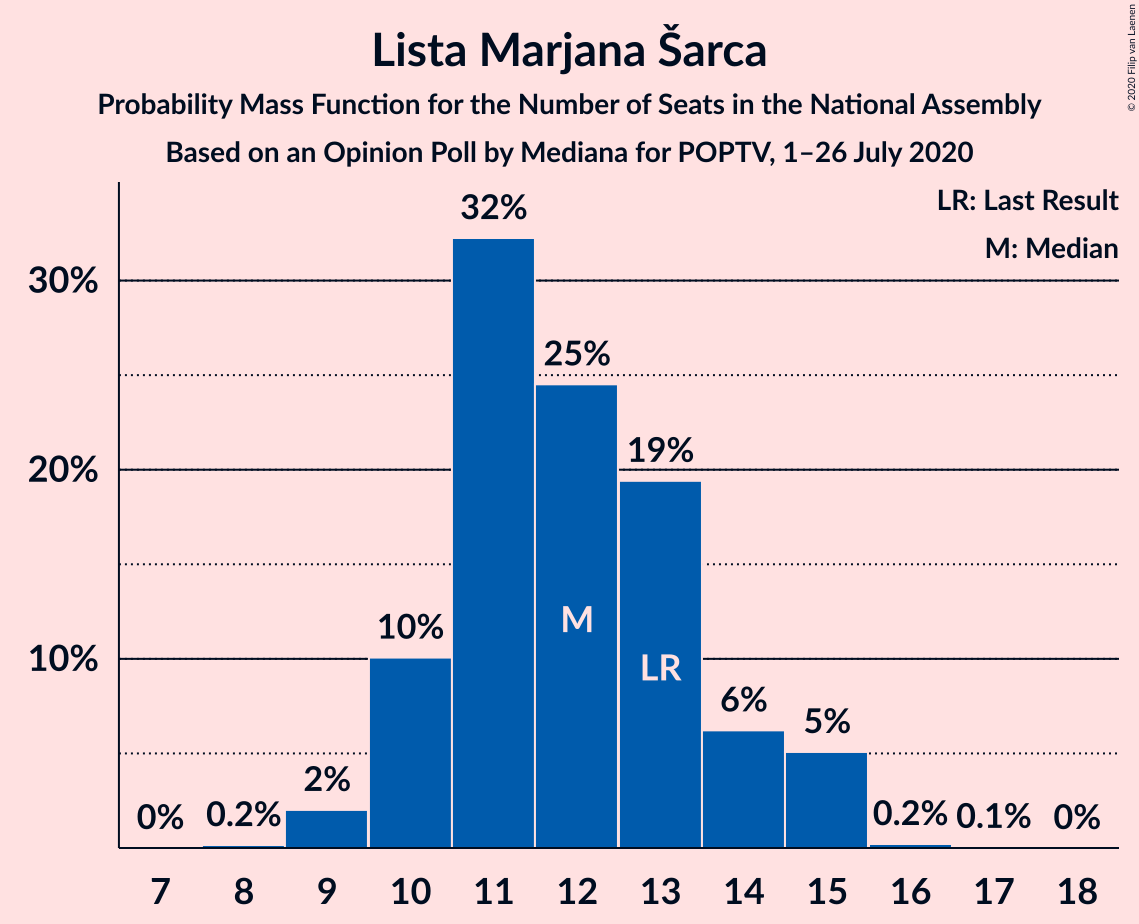 Lista Marjana Šarca
Probability Mass Function for the Number of Seats in the National Assembly
Based on an Opinion Poll by Mediana for POPTV, 1–26 July 2020
© 2020 Filip van Laenen
LR: Last Result
M: Median
30%
20%
10%
0%
0.2%
2%
10%
32%
25%
19%
6%
5%
0.2%
0.1%
0%
M
LR
7 8 9 10 11 12 13 14 15 16 17 18